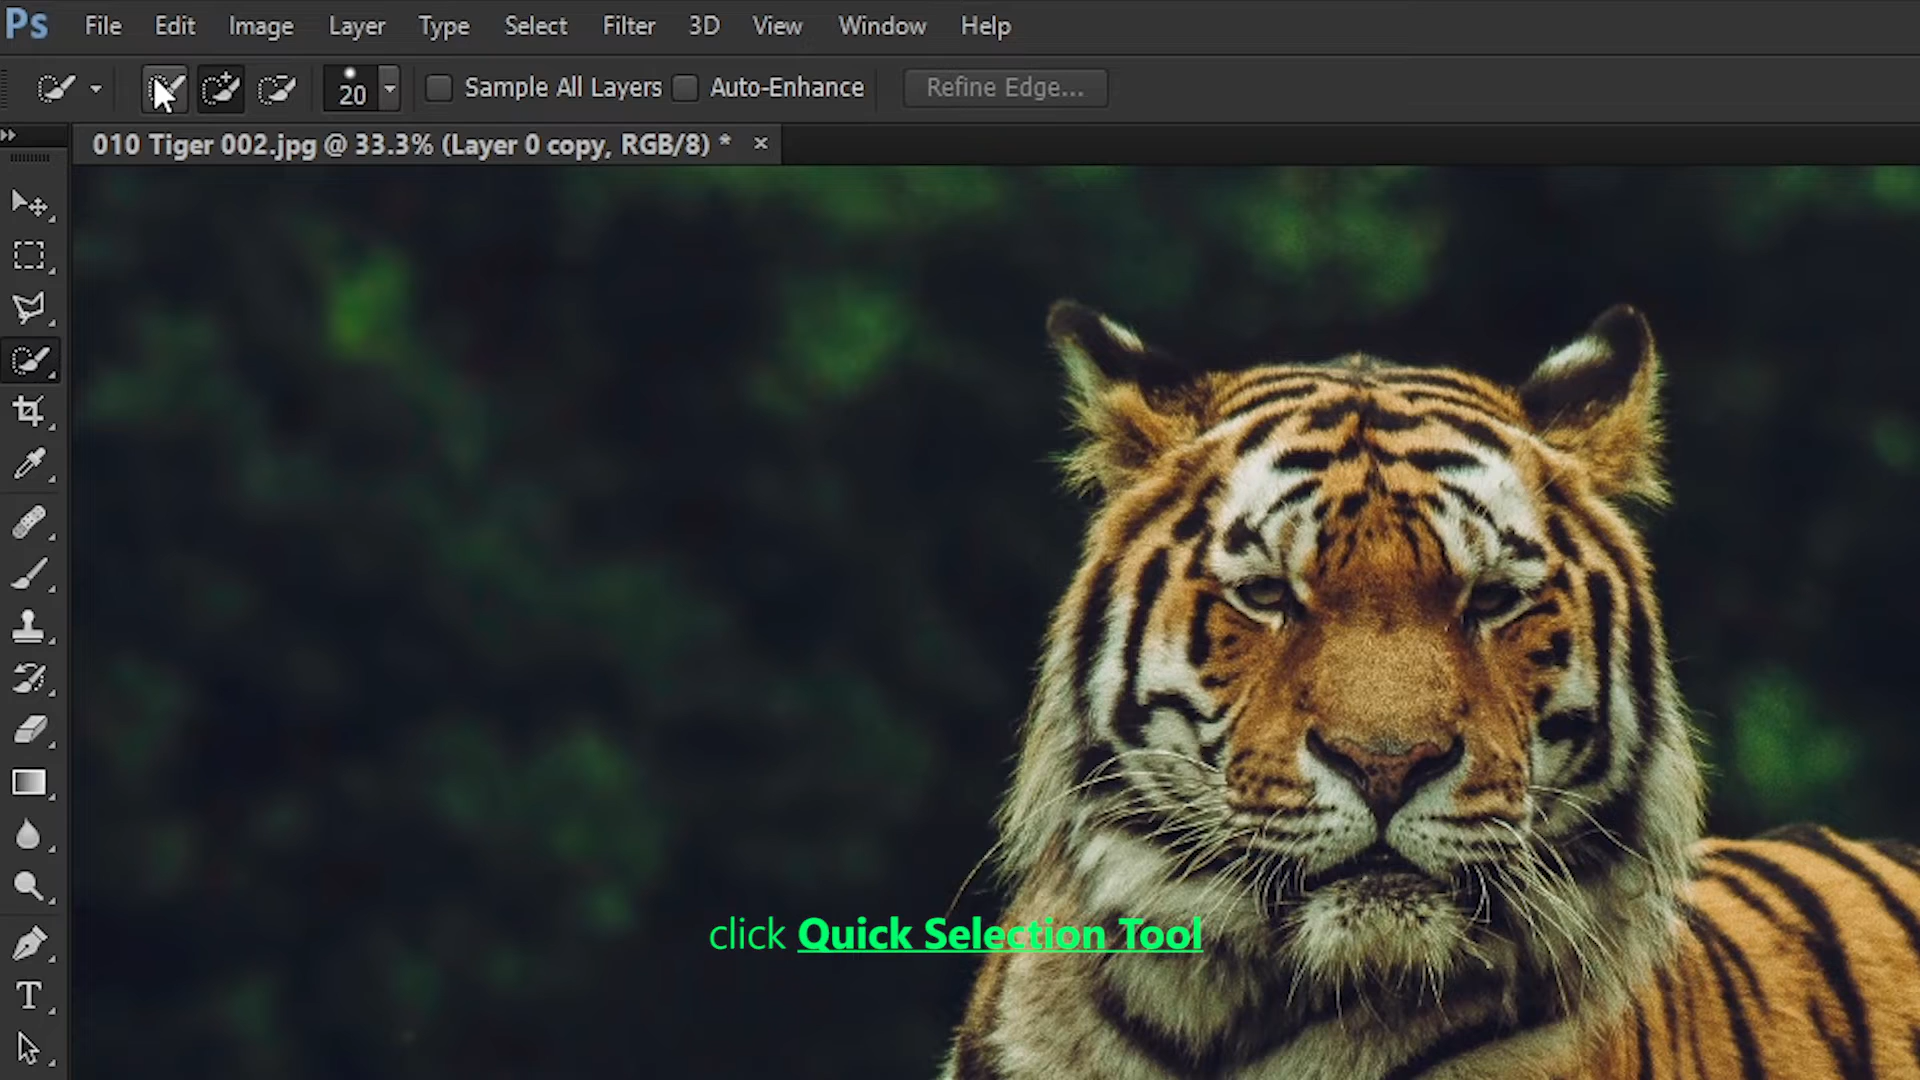 Ps File Edit Image Layer Type Select Filter 3D View Window Help
20 Sample All Layers Auto-Enhance Refine Edge...
010 Tiger 002.jpg @ 33.3% (Layer 0 copy, RGB/8) * ×
click Quick Selection Tool